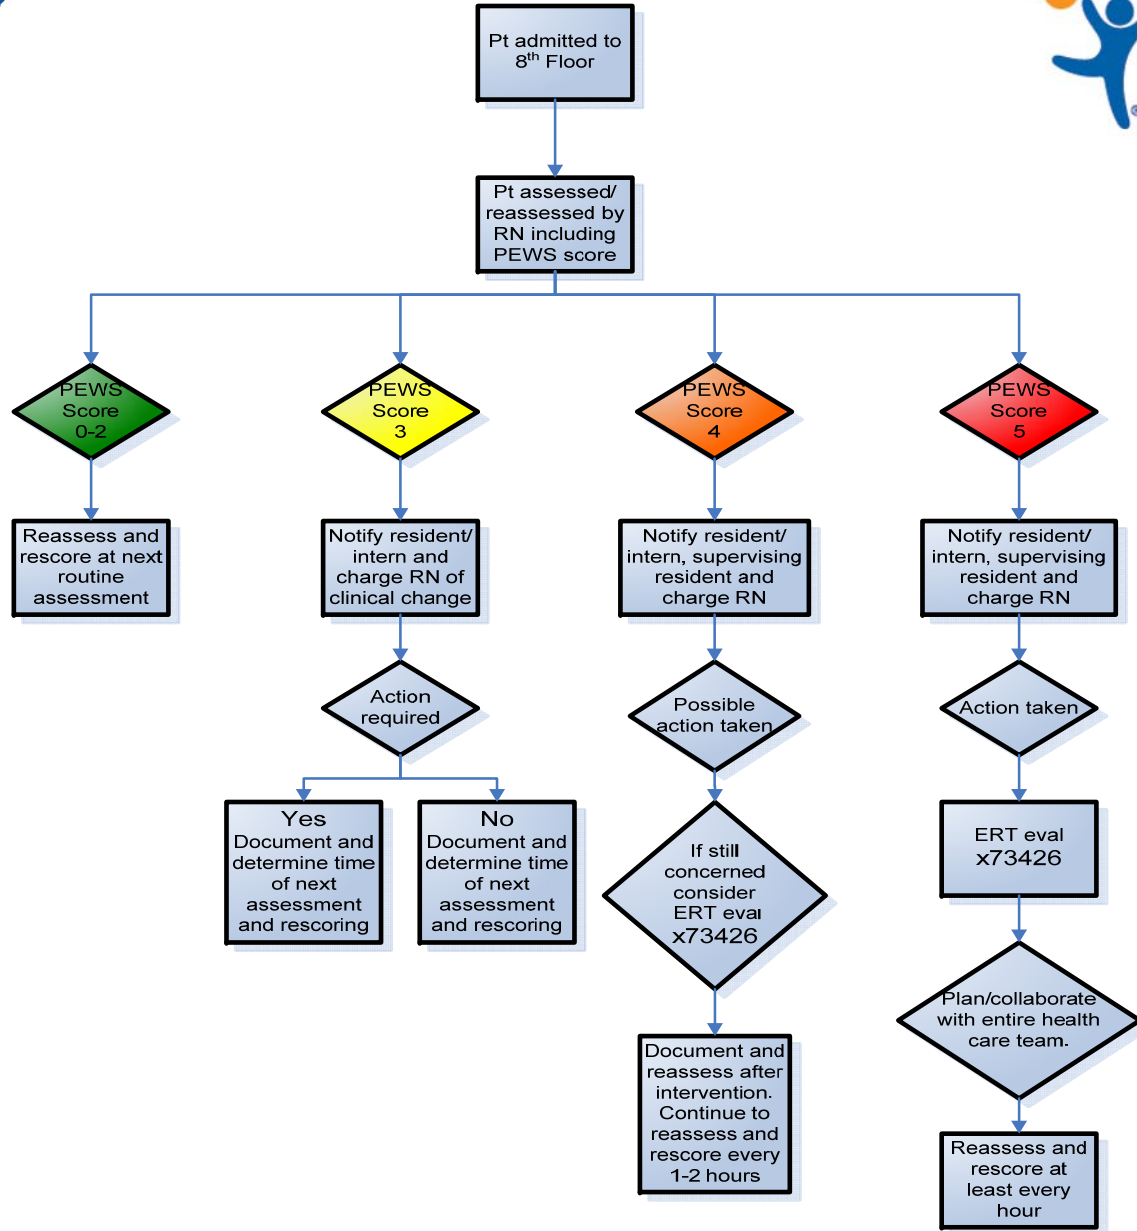 Pt admitted to
8th Floor
Pt assessed/
reassessed by
RN including
PEWS score
PEWS
Score
0-2
PEWS
Score
3
PEWS
Score
4
PEWS
Score
5
Reassess and
rescore at next
routine
assessment
Notify resident/
intern and
charge RN of
clinical change
Notify resident/
intern, supervising
resident and
charge RN
Notify resident/
intern, supervising
resident and
charge RN
Action
required
Possible
action taken
Action taken
Yes
Document and
determine time
of next
assessment
and rescoring
No
Document and
determine time
of next
assessment
and rescoring
If still
concerned
consider
ERT eval
x73426
ERT eval
x73426
Plan/collaborate
with entire health
care team.
Document and
reassess after
intervention.
Continue to
reassess and
rescore every
1-2 hours
Reassess and
rescore at
least every
hour
®